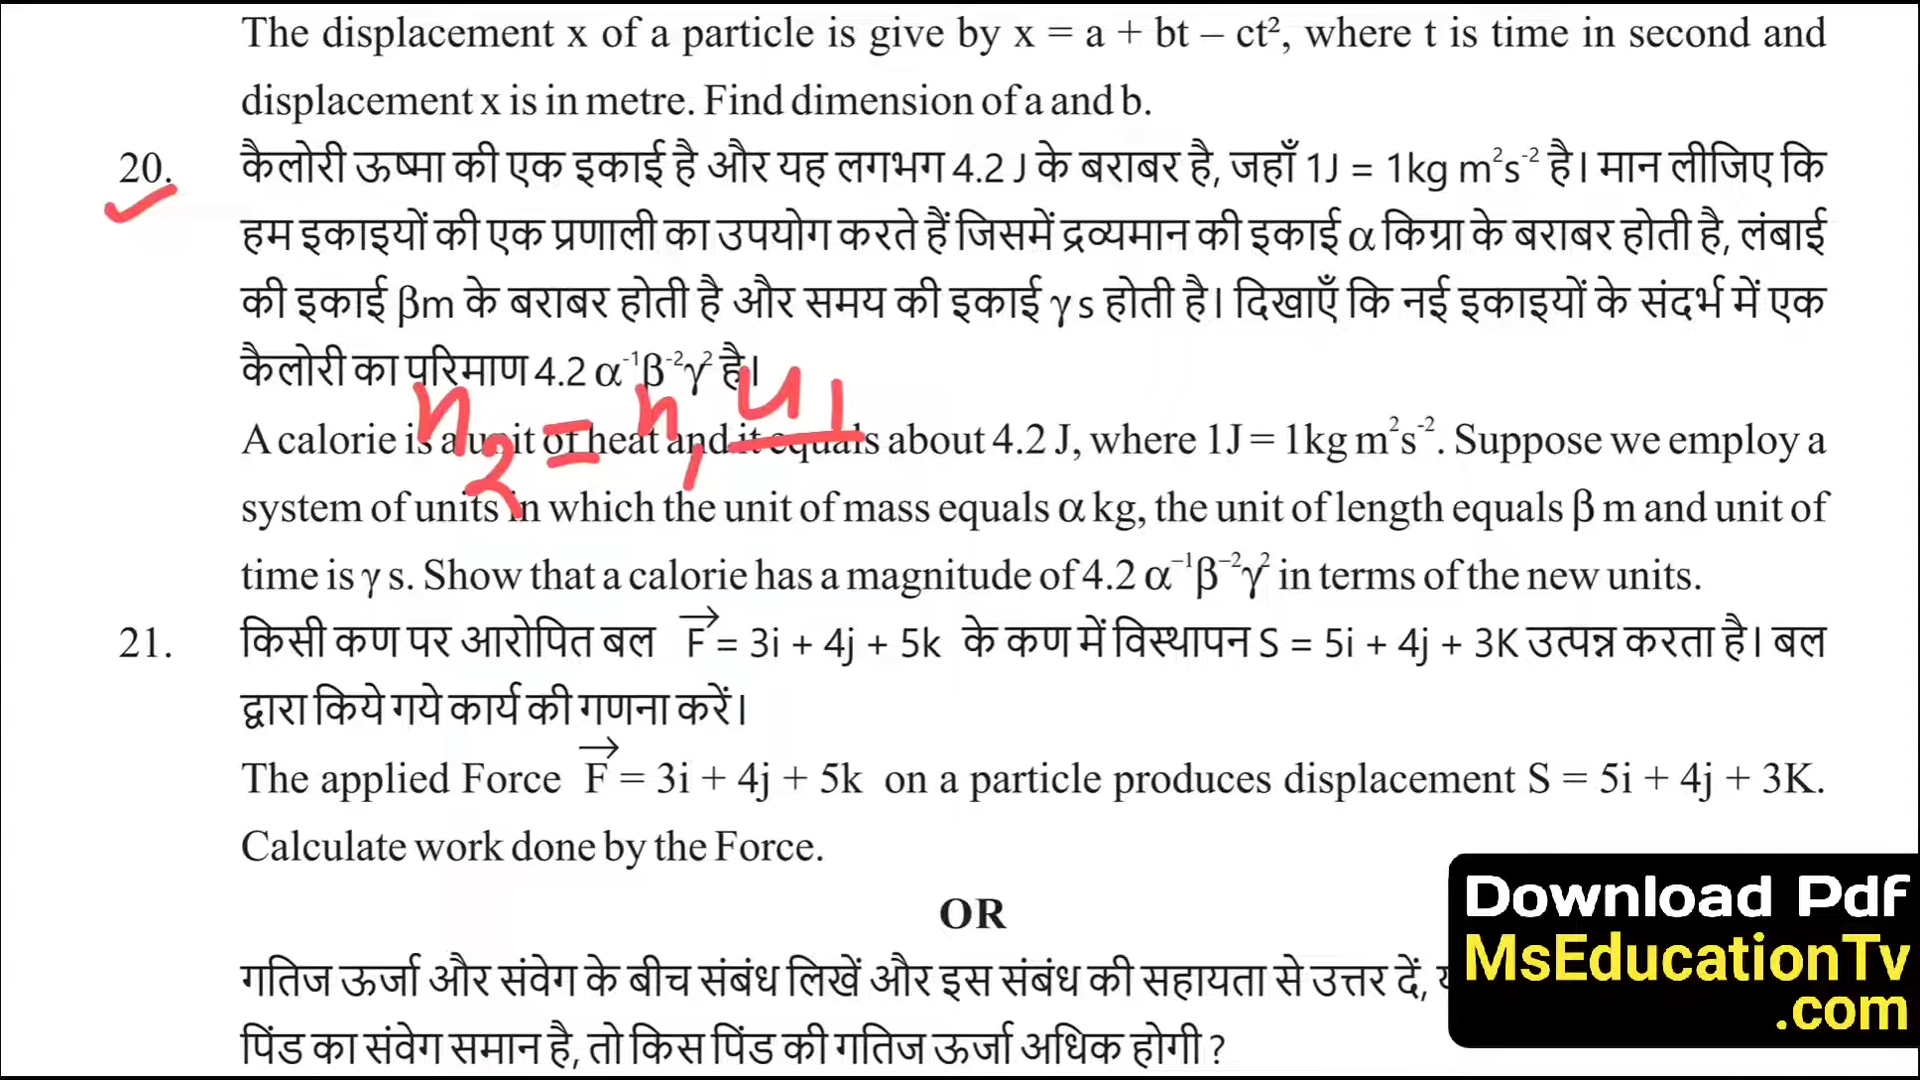 The displacement x of a particle is give by x = a + bt – ct², where t is time in second and
displacement x is in metre. Find dimension of a and b.
20. कैलोरी ऊष्मा की एक इकाई है और यह लगभग 4.2 J के बराबर है, जहाँ 1J = 1kg m²s⁻² है। मान लीजिए कि
हम इकाइयों की एक प्रणाली का उपयोग करते हैं जिसमें द्रव्यमान की इकाई α किग्रा के बराबर होती है, लंबाई
की इकाई βm के बराबर होती है और समय की इकाई γ s होती है। दिखाएँ कि नई इकाइयों के संदर्भ में एक
कैलोरी का परिमाण 4.2 α⁻¹β⁻²γ² है।
n₂ = n₁ u₁
A calorie is a unit of heat and it equals about 4.2 J, where 1J = 1kg m²s⁻². Suppose we employ a
system of units in which the unit of mass equals α kg, the unit of length equals β m and unit of
time is γ s. Show that a calorie has a magnitude of 4.2 α⁻¹β⁻²γ² in terms of the new units.
21. किसी कण पर आरोपित बल F⃗ = 3i + 4j + 5k के कण में विस्थापन S = 5i + 4j + 3K उत्पन्न करता है। बल
द्वारा किये गये कार्य की गणना करें।
The applied Force F⃗ = 3i + 4j + 5k on a particle produces displacement S = 5i + 4j + 3K.
Calculate work done by the Force.
OR
गतिज ऊर्जा और संवेग के बीच संबंध लिखें और इस संबंध की सहायता से उत्तर दें,
पिंड का संवेग समान है, तो किस पिंड की गतिज ऊर्जा अधिक होगी ?
Download Pdf
MsEducationTv
.com